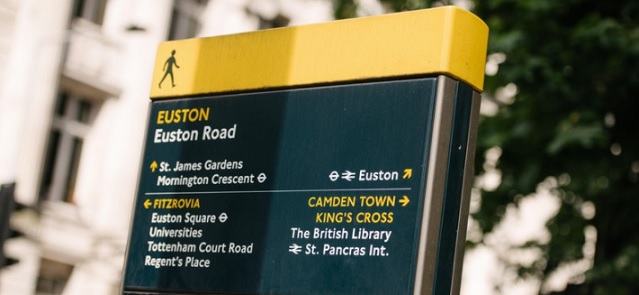 EUSTON
Euston Road
St. James Gardens
Mornington Crescent
Euston
FITZROVIA
Euston Square
Universities
Tottenham Court Road
Regent's Place
CAMDEN TOWN
KING'S CROSS
The British Library
St. Pancras Int.